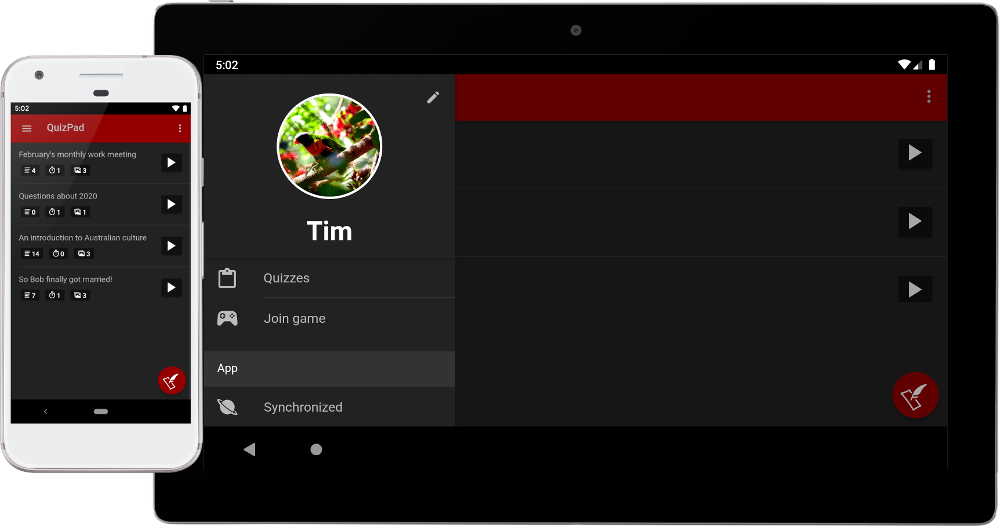 5:02
QuizPad
February's monthly work meeting
4 1 3
Questions about 2020
0 1 1
An introduction to Australian culture
14 0 3
So Bob finally got married!
7 1 3
5:02
Tim
Quizzes
Join game
App
Synchronized